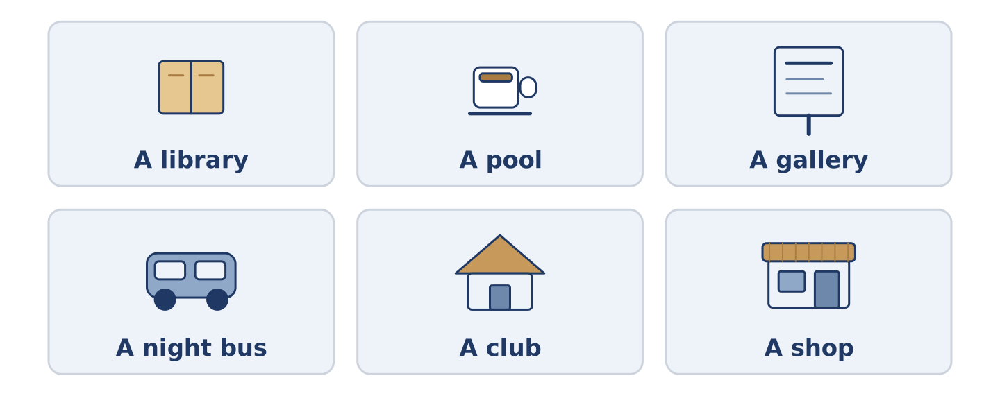 A library
A pool
A gallery
A night bus
A club
A shop